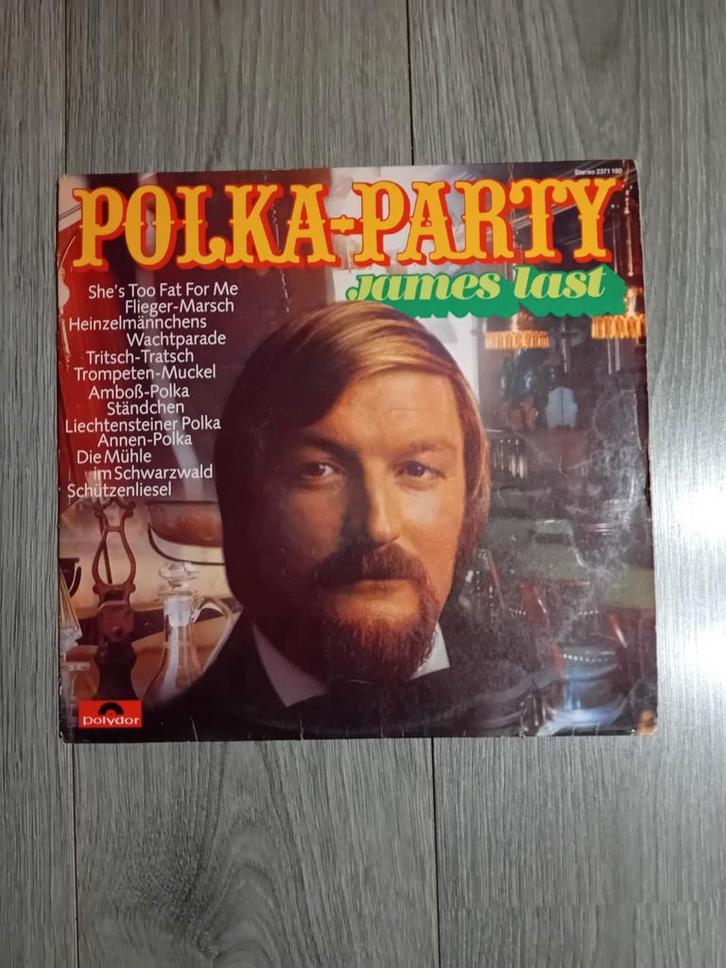 Stereo 2371 190
POLKA-PARTY
James last
She's Too Fat For Me
Flieger-Marsch
Heinzelmännchens
Wachtparade
Tritsch-Tratsch
Trompeten-Muckel
Amboß-Polka
Ständchen
Liechtensteiner Polka
Annen-Polka
Die Mühle
im Schwarzwald
Schützenliesel
polydor